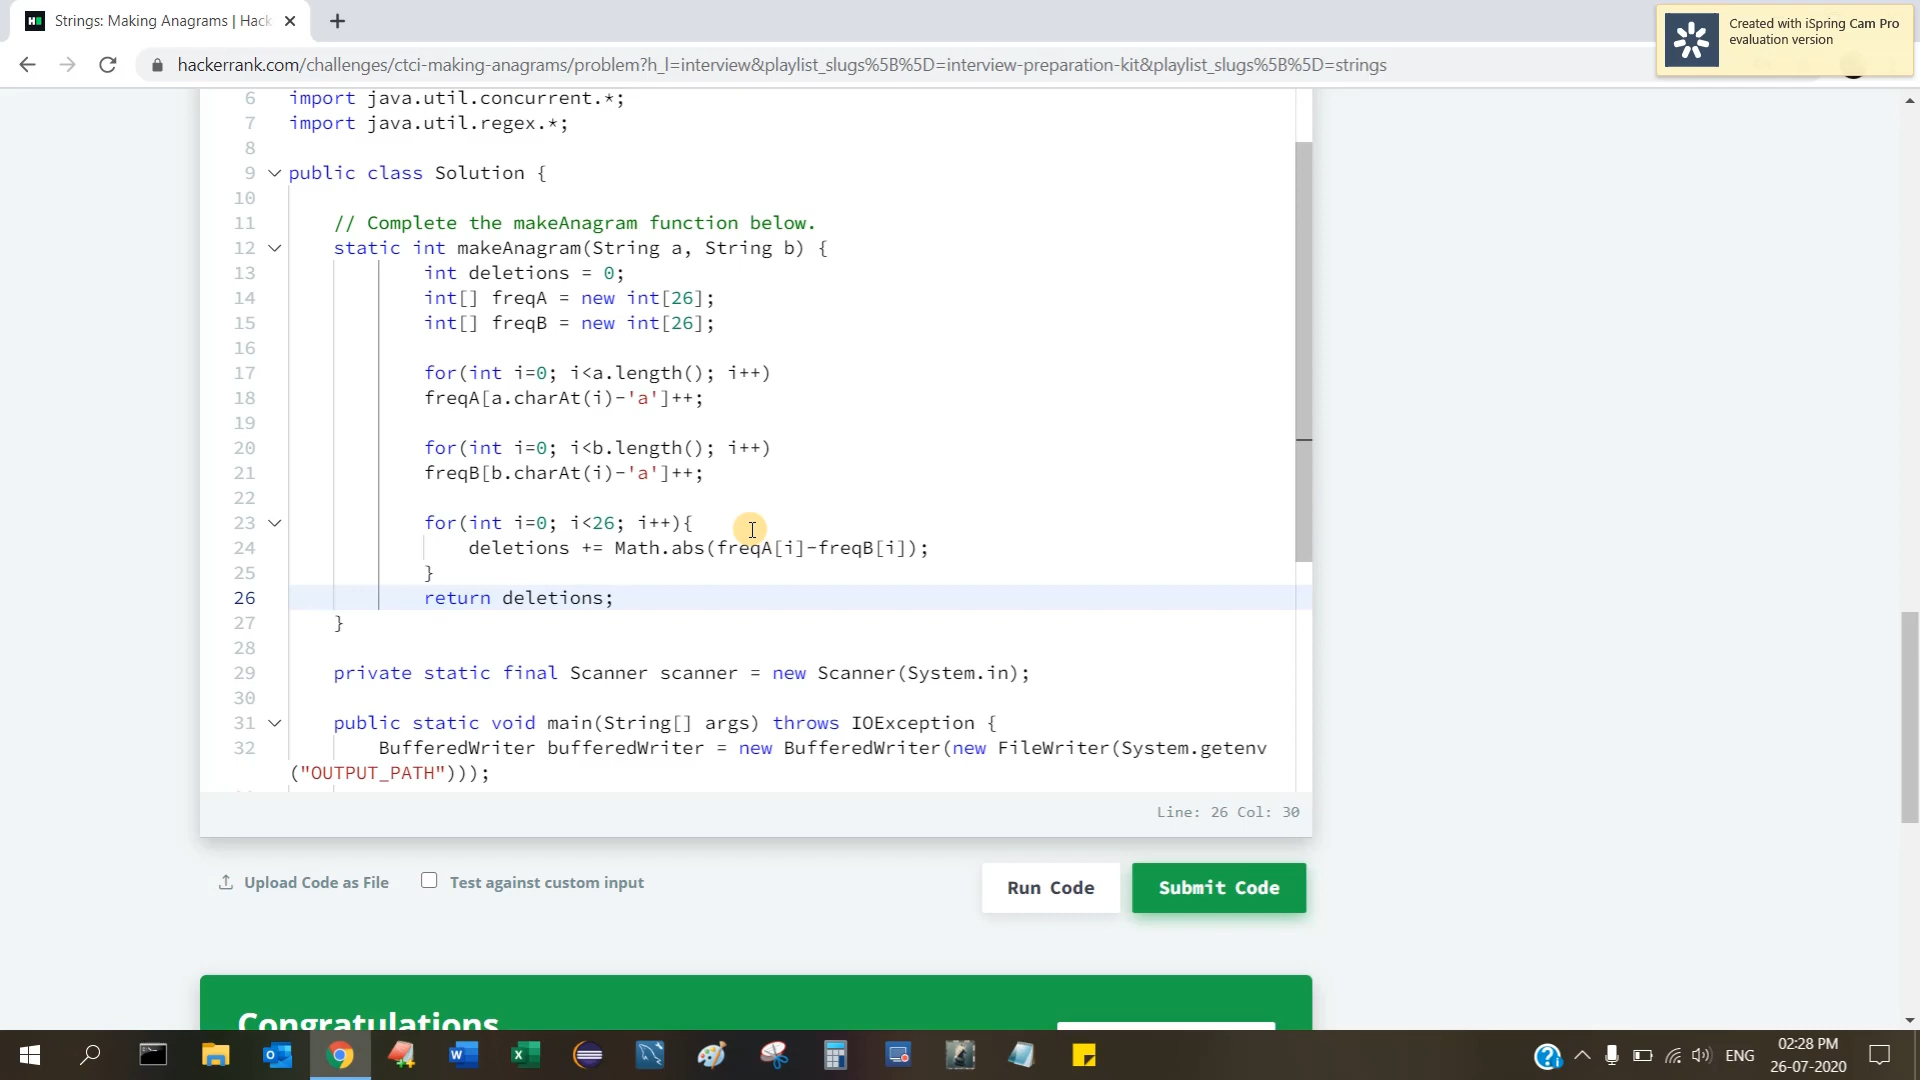 Strings: Making Anagrams | Hack
Created with iSpring Cam Pro
evaluation version
hackerrank.com/challenges/ctci-making-anagrams/problem?h_l=interview&playlist_slugs%5B%5D=interview-preparation-kit&playlist_slugs%5B%5D=strings
6 import java.util.concurrent.*;
7 import java.util.regex.*;
8
9 public class Solution {
10
11 // Complete the makeAnagram function below.
12 static int makeAnagram(String a, String b) {
13 int deletions = 0;
14 int[] freqA = new int[26];
15 int[] freqB = new int[26];
16
17 for(int i=0; i<a.length(); i++)
18 freqA[a.charAt(i)-'a']++;
19
20 for(int i=0; i<b.length(); i++)
21 freqB[b.charAt(i)-'a']++;
22
23 for(int i=0; i<26; i++){
24 deletions += Math.abs(freqA[i]-freqB[i]);
25 }
26 return deletions;
27 }
28
29 private static final Scanner scanner = new Scanner(System.in);
30
31 public static void main(String[] args) throws IOException {
32 BufferedWriter bufferedWriter = new BufferedWriter(new FileWriter(System.getenv
("OUTPUT_PATH")));
Line: 26 Col: 30
Upload Code as File
Test against custom input
Run Code
Submit Code
Congratulations
ENG
02:28 PM
26-07-2020